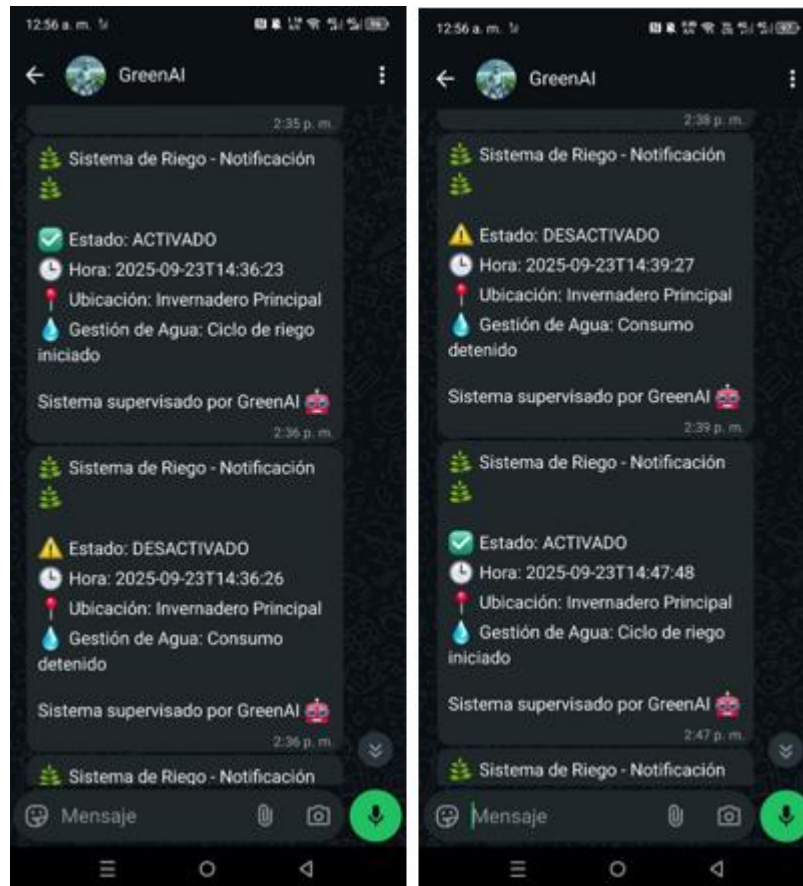 12:56 a. m.
GreenAI
2:35 p. m.
Sistema de Riego - Notificación
Estado: ACTIVADO
Hora: 2025-09-23T14:36:23
Ubicación: Invernadero Principal
Gestión de Agua: Ciclo de riego
iniciado
Sistema supervisado por GreenAI
2:36 p. m.
Sistema de Riego - Notificación
Estado: DESACTIVADO
Hora: 2025-09-23T14:36:26
Ubicación: Invernadero Principal
Gestión de Agua: Consumo
detenido
Sistema supervisado por GreenAI
2:36 p. m.
Sistema de Riego - Notificación
Mensaje
12:56 a. m.
GreenAI
2:38 p. m.
Sistema de Riego - Notificación
Estado: DESACTIVADO
Hora: 2025-09-23T14:39:27
Ubicación: Invernadero Principal
Gestión de Agua: Consumo
detenido
Sistema supervisado por GreenAI
2:39 p. m.
Sistema de Riego - Notificación
Estado: ACTIVADO
Hora: 2025-09-23T14:47:48
Ubicación: Invernadero Principal
Gestión de Agua: Ciclo de riego
iniciado
Sistema supervisado por GreenAI
2:47 p. m.
Sistema de Riego - Notificación
Mensaje